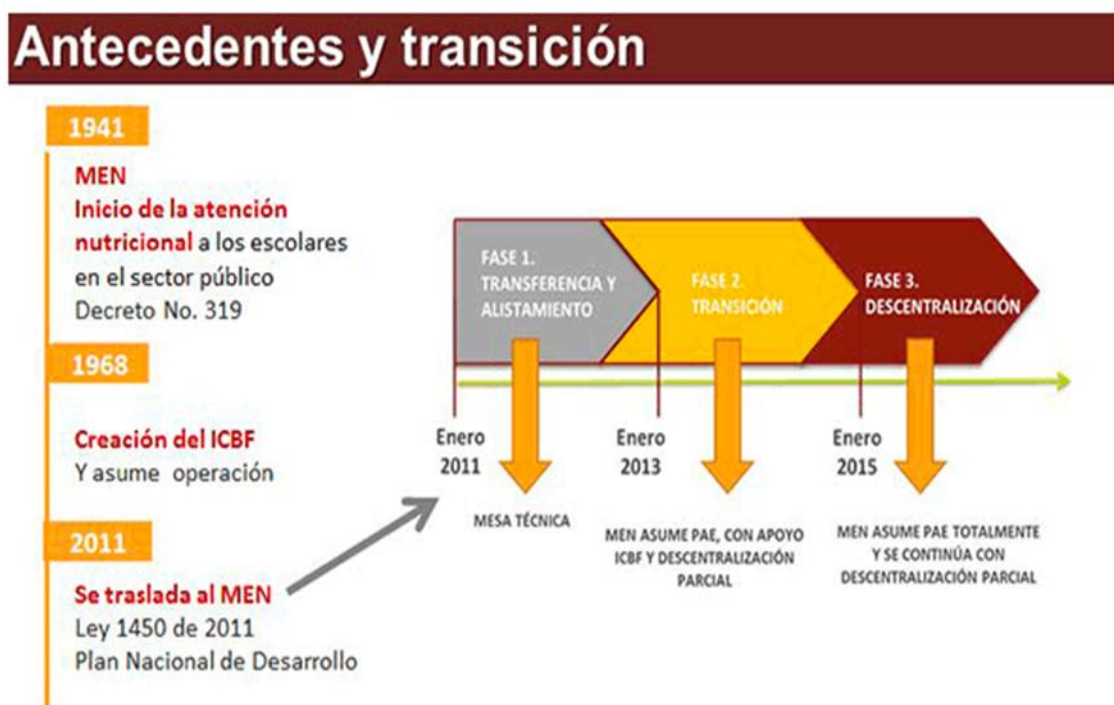 Antecedentes y transición
1941
MEN
Inicio de la atención
nutricional a los escolares
en el sector público
Decreto No. 319
1968
Creación del ICBF
Y asume operación
2011
Se traslada al MEN
Ley 1450 de 2011
Plan Nacional de Desarrollo
FASE 1.
TRANSFERENCIA Y
ALISTAMIENTO
FASE 2.
TRANSICIÓN
FASE 3.
DESCENTRALIZACIÓN
Enero
2011
Enero
2013
Enero
2015
MESA TÉCNICA
MEN ASUME PAE, CON APOYO
ICBF Y DESCENTRALIZACIÓN
PARCIAL
MEN ASUME PAE TOTALMENTE
Y SE CONTINÚA CON
DESCENTRALIZACIÓN PARCIAL